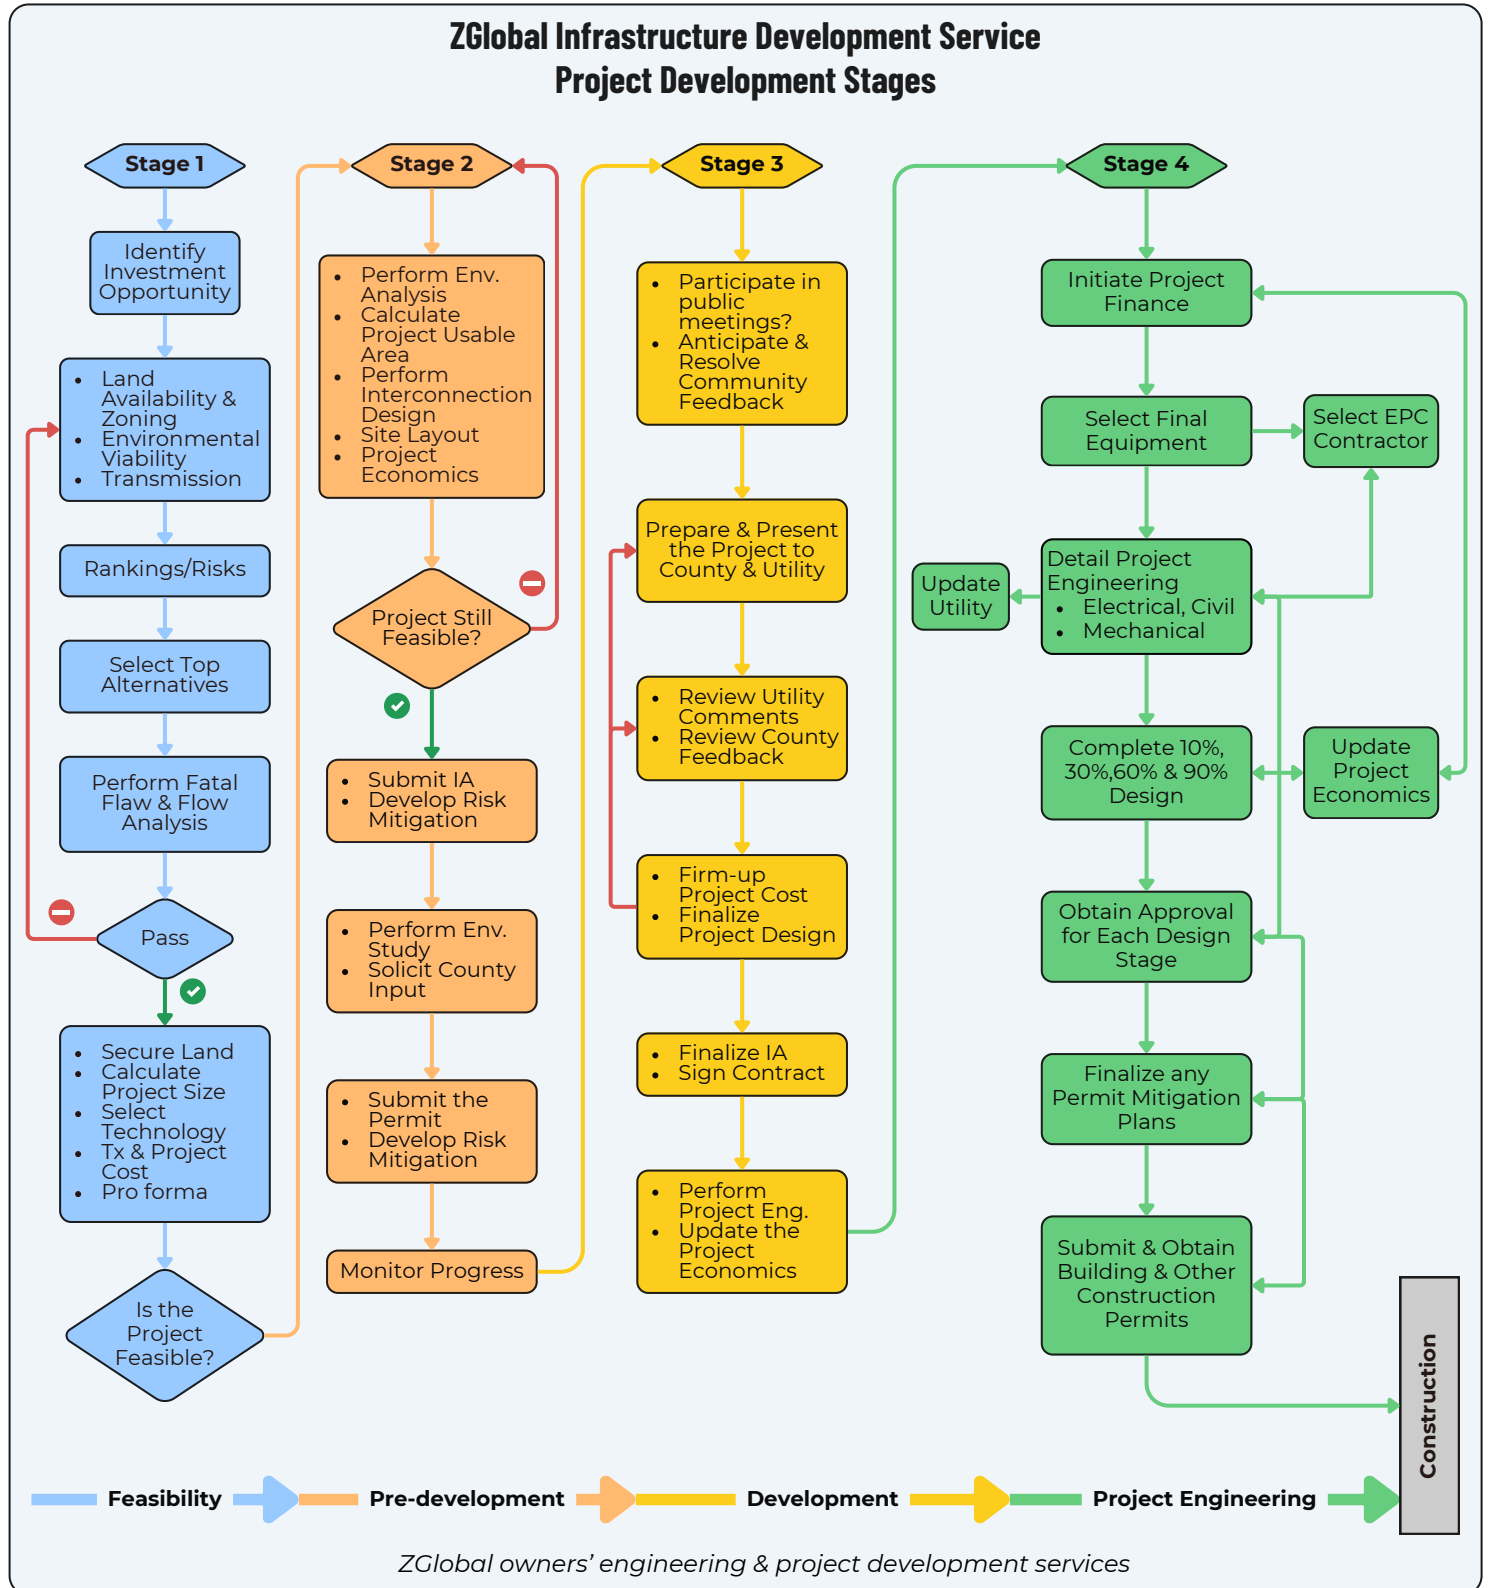 ZGlobal Infrastructure Development Service
Project Development Stages
Stage 1
Identify
Investment
Opportunity
• Land
Availability &
Zoning
• Environmental
Viability
• Transmission
Rankings/Risks
Select Top
Alternatives
Perform Fatal
Flaw & Flow
Analysis
Pass
• Secure Land
• Calculate
Project Size
• Select
Technology
• Tx & Project
Cost
• Pro forma
Is the
Project
Feasible?
Stage 2
• Perform Env.
Analysis
• Calculate
Project Usable
Area
• Perform
Interconnection
Design
• Site Layout
• Project
Economics
Project Still
Feasible?
• Submit IA
• Develop Risk
Mitigation
• Perform Env.
Study
• Solicit County
Input
• Submit the
Permit
• Develop Risk
Mitigation
Monitor Progress
Stage 3
• Participate in
public
meetings?
• Anticipate &
Resolve
Community
Feedback
Prepare & Present
the Project to
County & Utility
• Review Utility
Comments
• Review County
Feedback
• Firm-up
Project Cost
• Finalize
Project Design
• Finalize IA
• Sign Contract
• Perform
Project Eng.
• Update the
Project
Economics
Stage 4
Initiate Project
Finance
Select Final
Equipment
Select EPC
Contractor
Detail Project
Engineering
• Electrical, Civil
• Mechanical
Update
Utility
Complete 10%,
30%,60% & 90%
Design
Update
Project
Economics
Obtain Approval
for Each Design
Stage
Finalize any
Permit Mitigation
Plans
Submit & Obtain
Building & Other
Construction
Permits
Construction
Feasibility
Pre-development
Development
Project Engineering
ZGlobal owners’ engineering & project development services